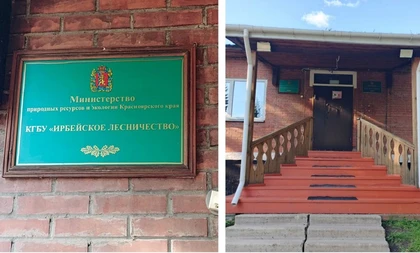 Министерство
природных ресурсов и экологии Красноярского края
КГБУ «ИРБЕЙСКОЕ ЛЕСНИЧЕСТВО»